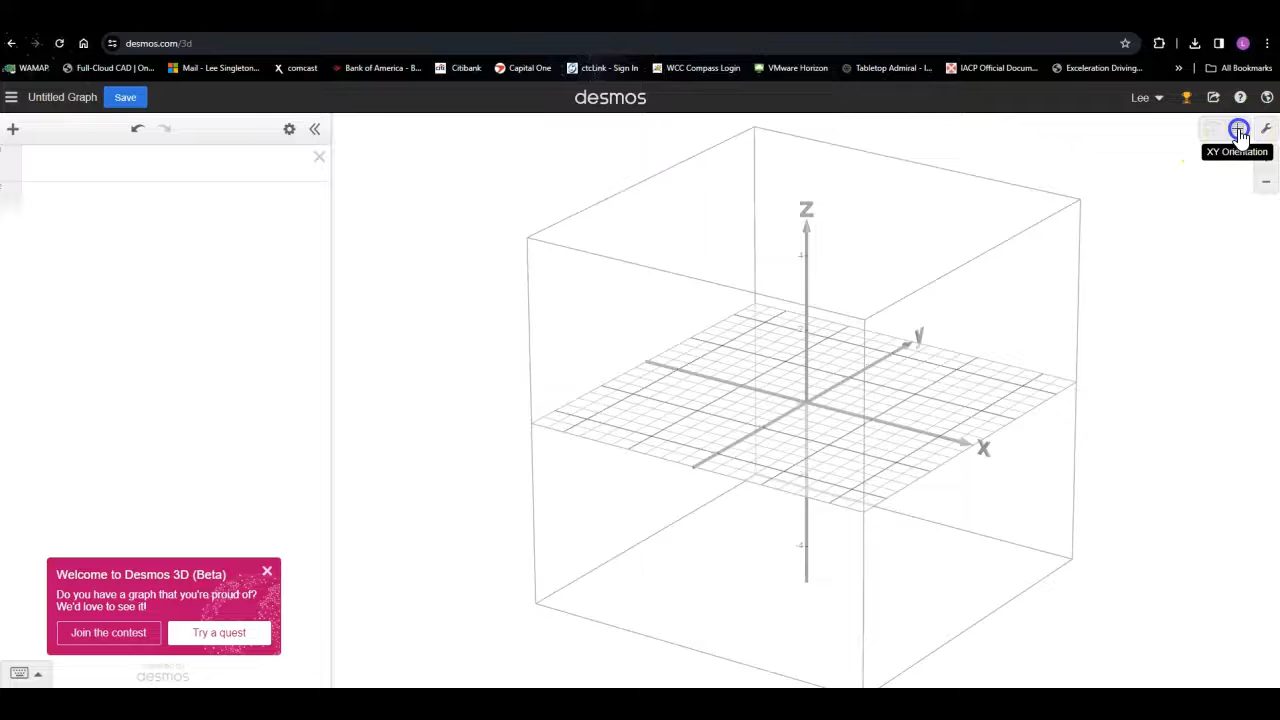 desmos.com/3d
L
WAMAP
Full-Cloud CAD | On...
Mail - Lee Singleton...
comcast
Bank of America - B...
Citibank
Capital One
ctcLink - Sign In
WCC Compass Login
VMware Horizon
Tabletop Admiral - I...
IACP Official Docum...
Exceleration Driving...
»
All Bookmarks
Untitled Graph
Save
desmos
Lee
XY Orientation
z
y
x
4
2
-4
Welcome to Desmos 3D (Beta)
Do you have a graph that you're proud of?
We'd love to see it!
Join the contest
Try a quest
desmos